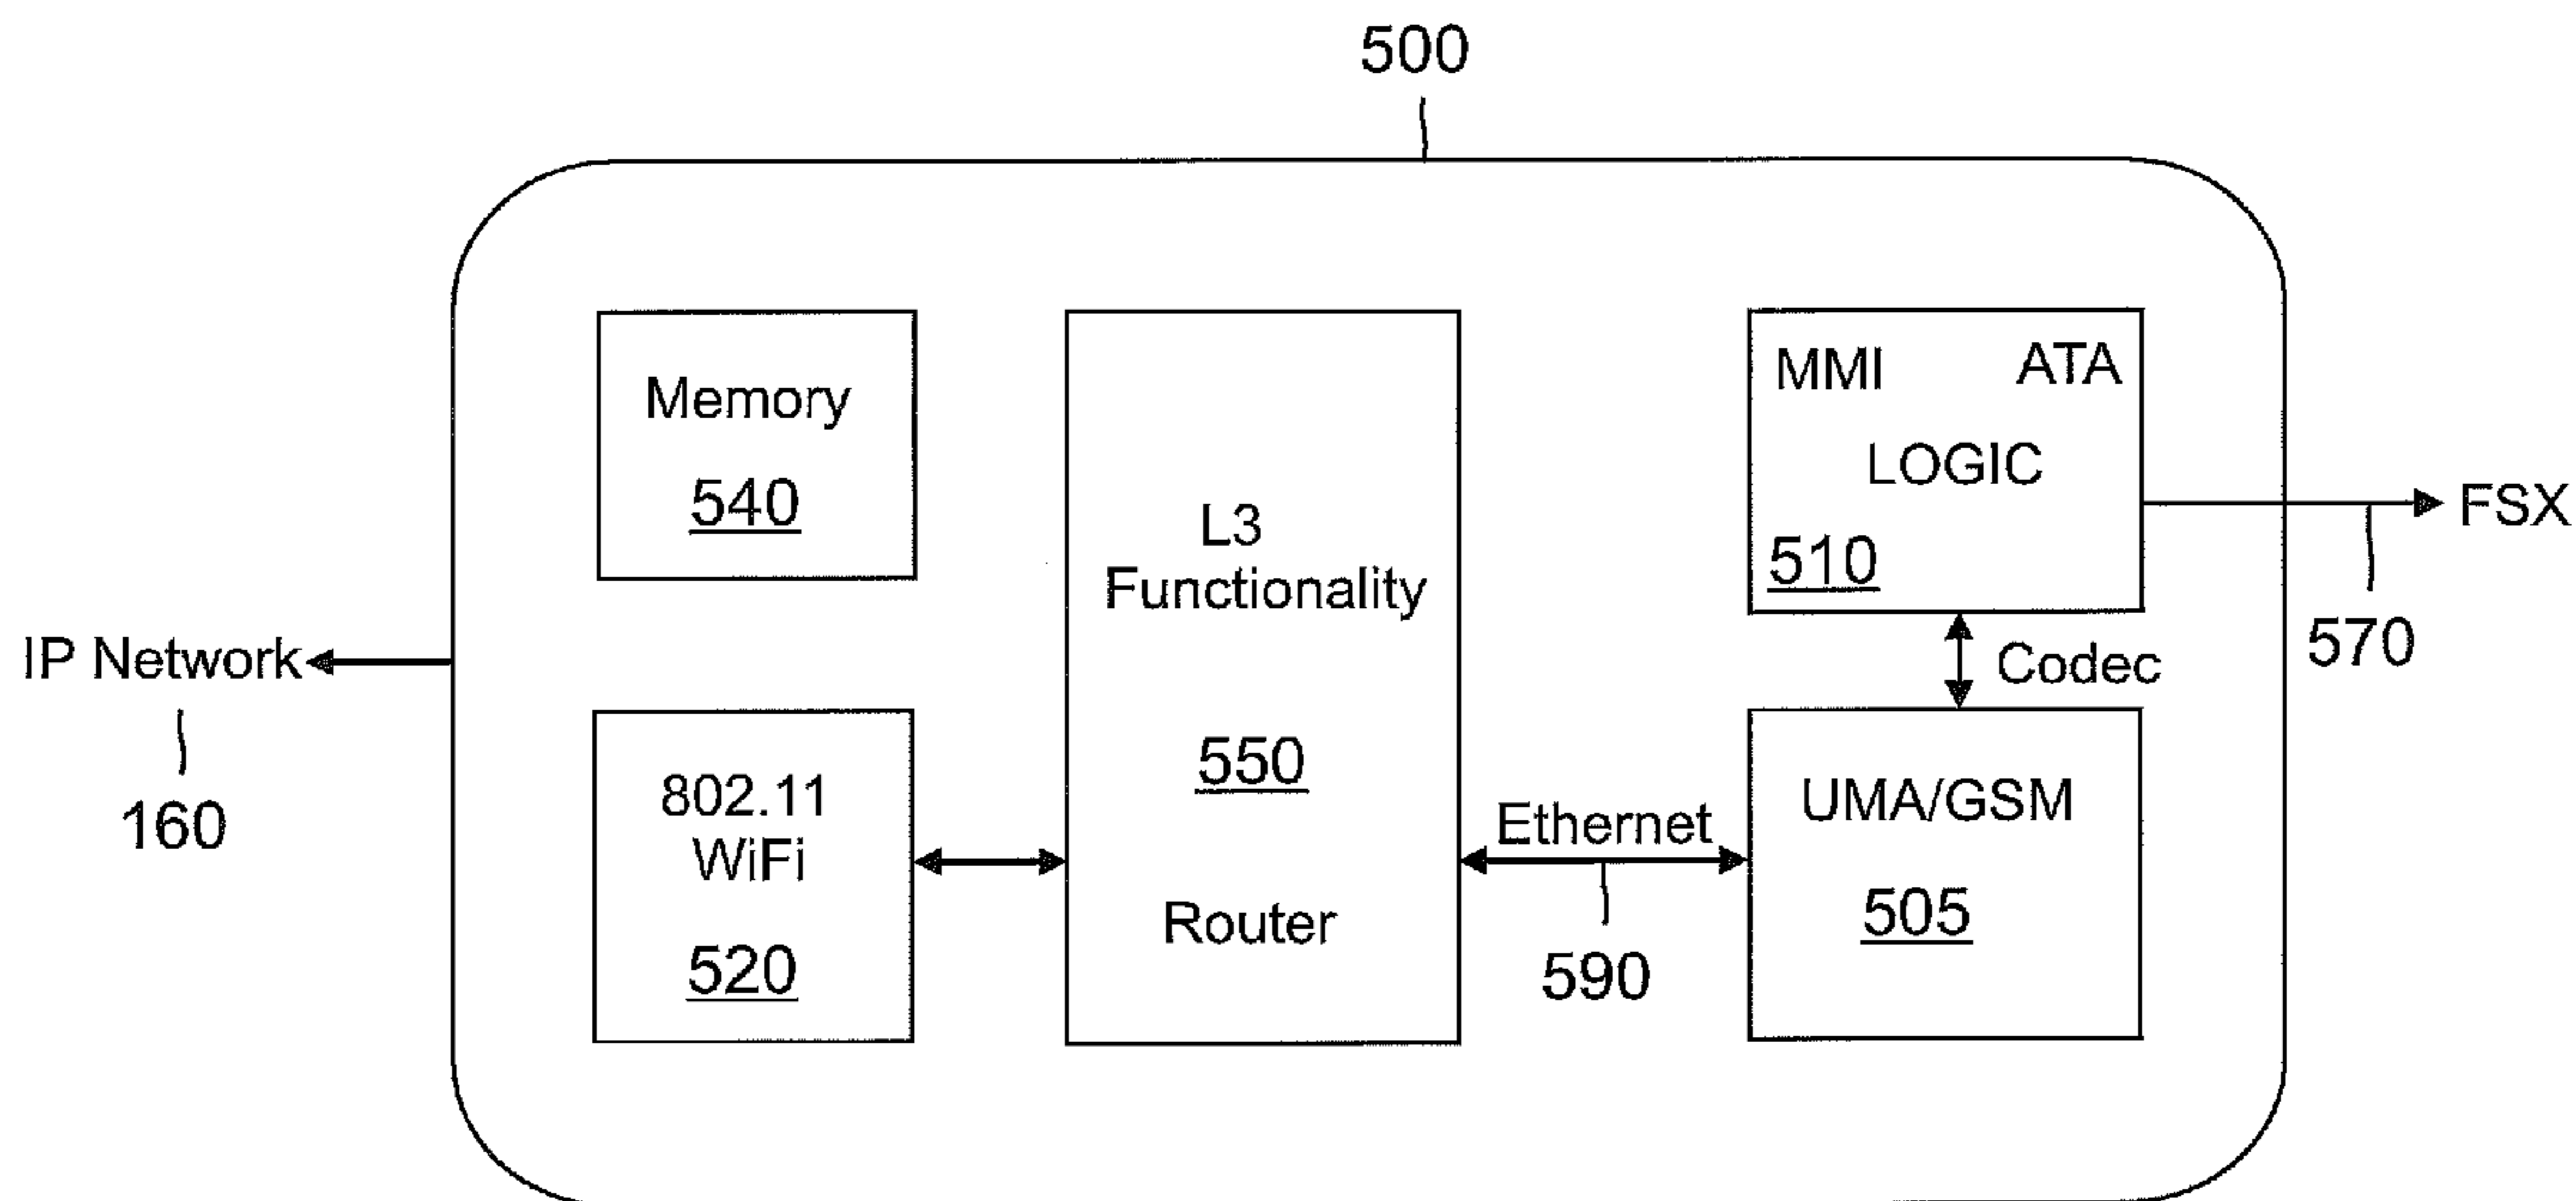 500
Memory
540
L3
Functionality
550
Router
MMI ATA
LOGIC
510
FSX
570
IP Network
160
Codec
802.11
WiFi
520
Ethernet
590
UMA/GSM
505